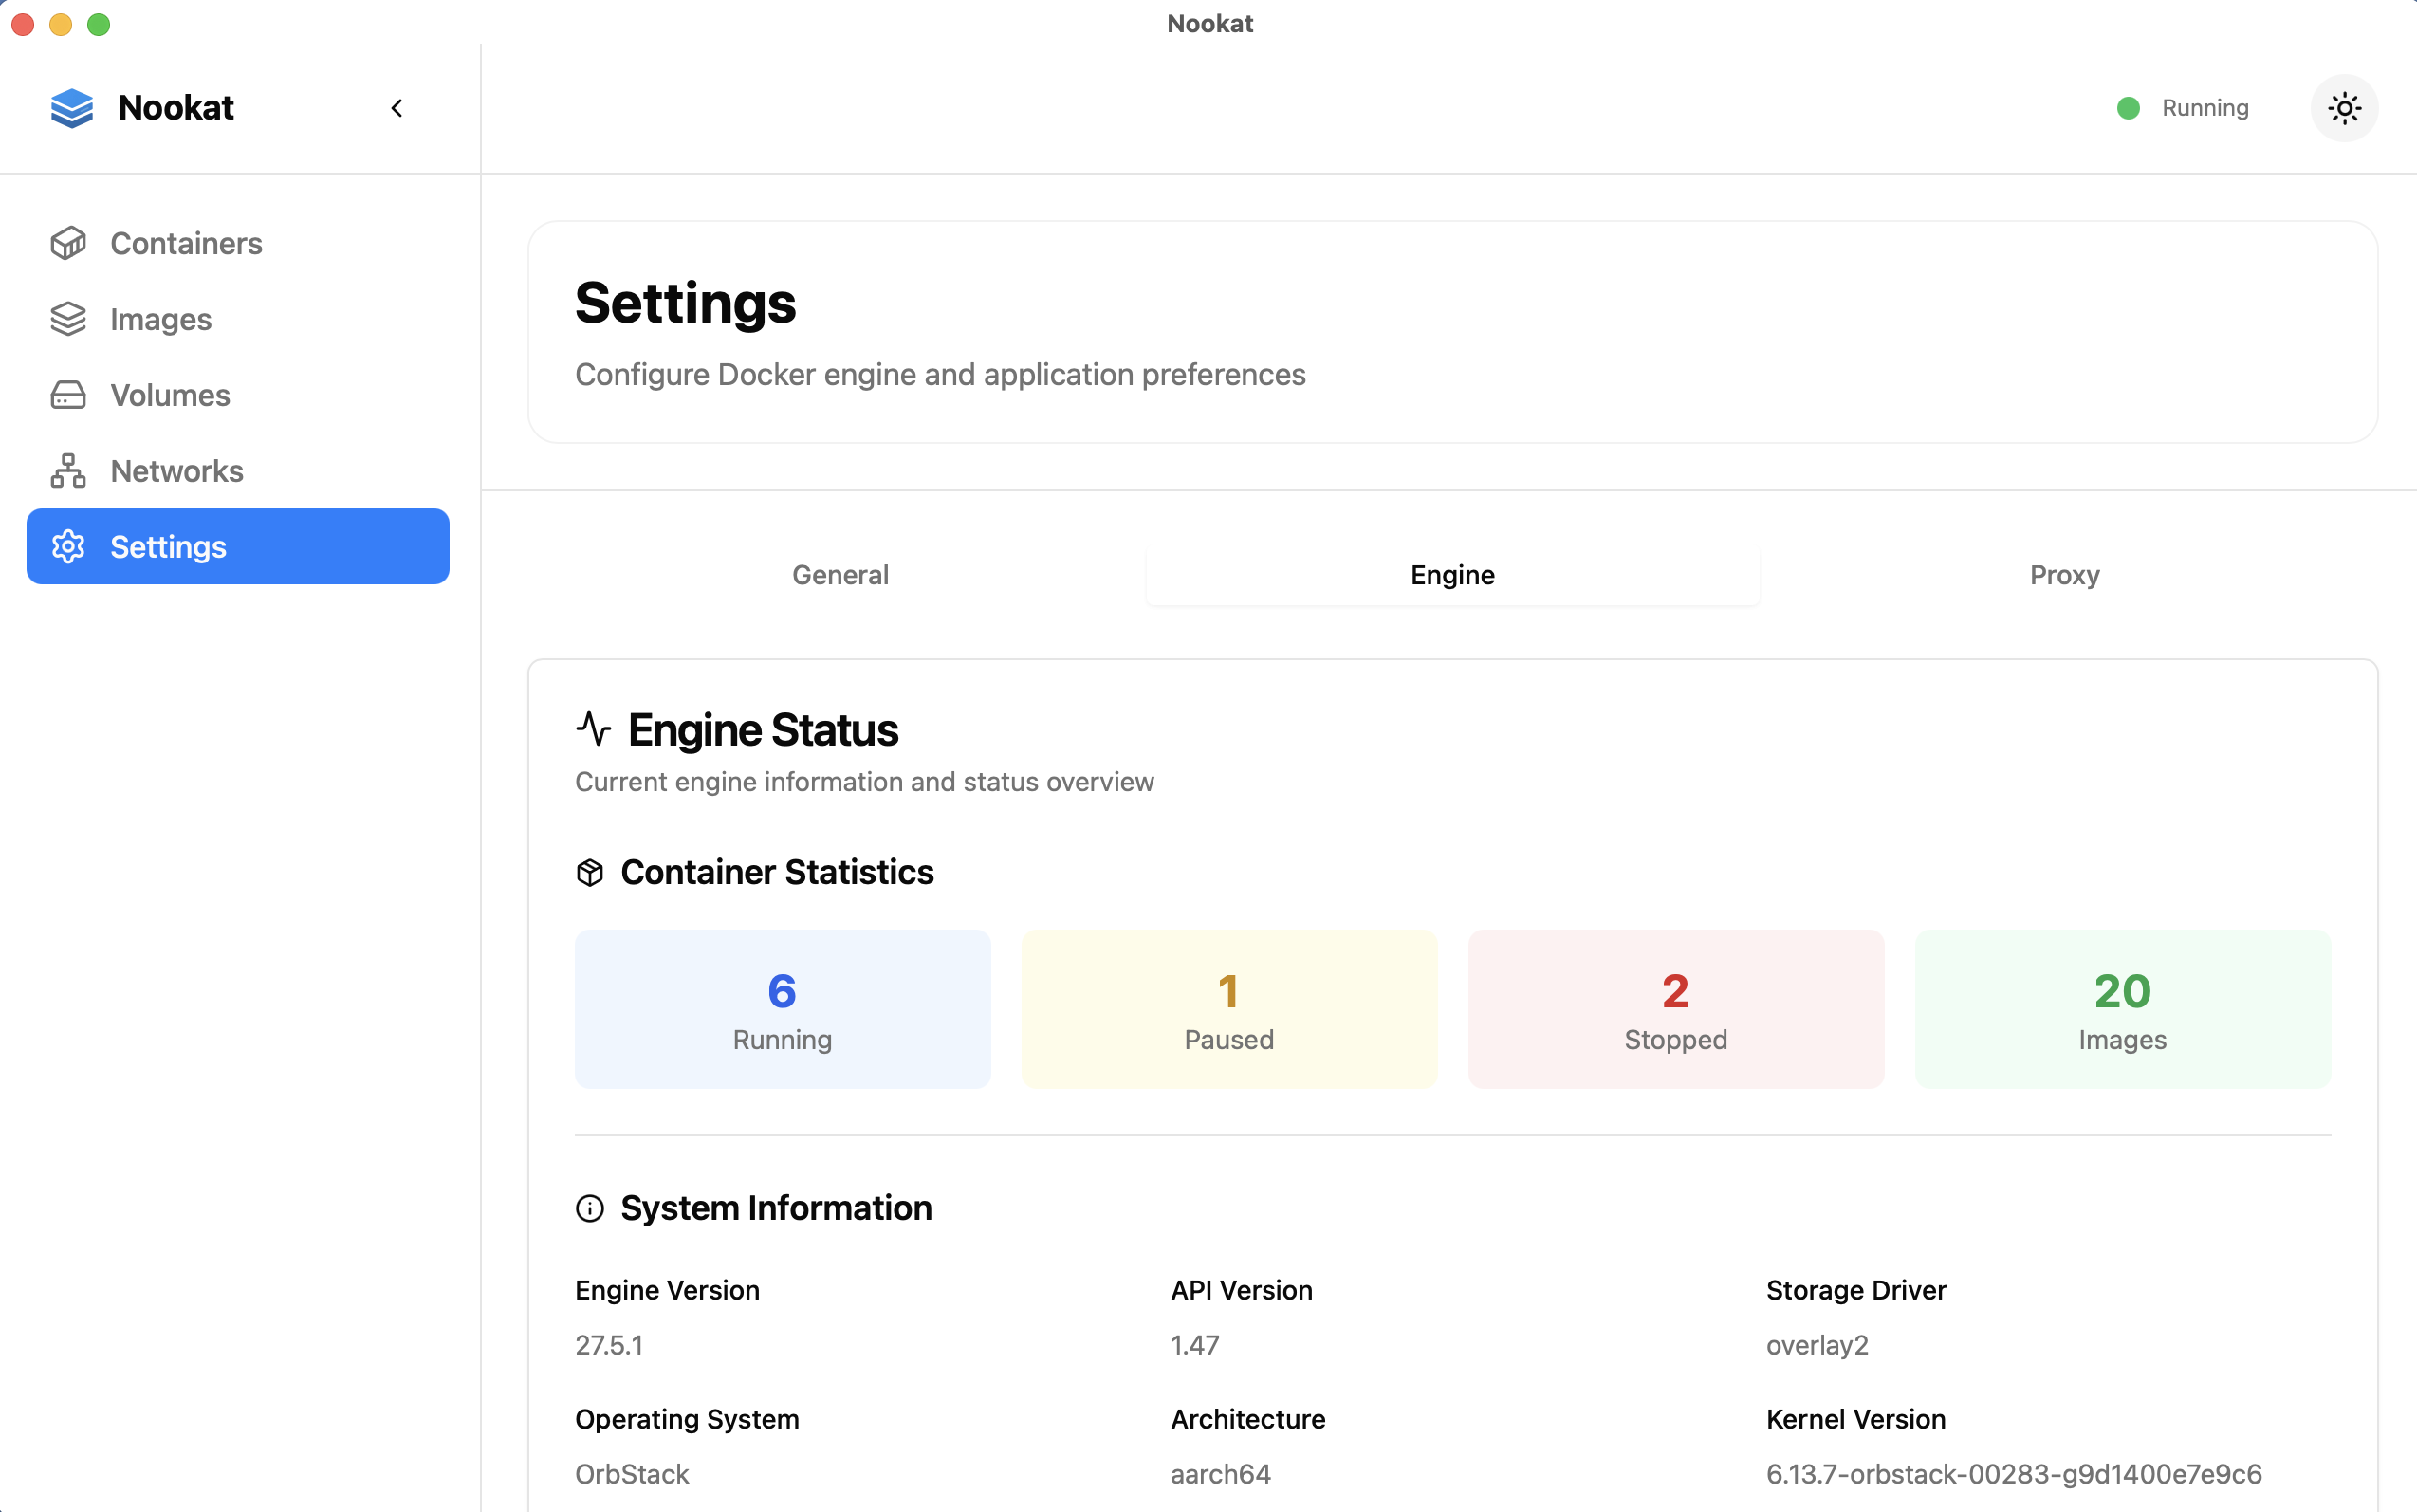 Nookat
Nookat
Running
Containers
Images
Volumes
Networks
Settings
Settings
Configure Docker engine and application preferences
General
Engine
Proxy
Engine Status
Current engine information and status overview
Container Statistics
6
Running
1
Paused
2
Stopped
20
Images
System Information
Engine Version
27.5.1
API Version
1.47
Storage Driver
overlay2
Operating System
OrbStack
Architecture
aarch64
Kernel Version
6.13.7-orbstack-00283-g9d1400e7e9c6